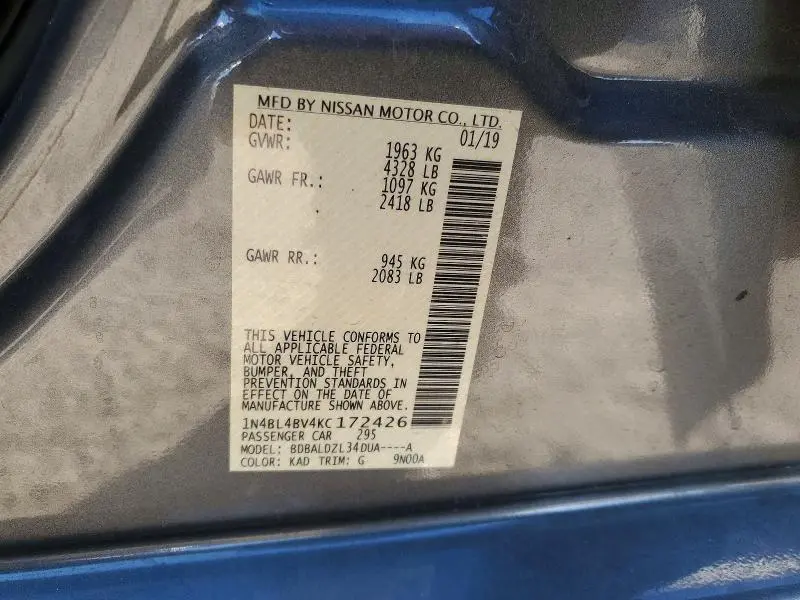 MFD BY NISSAN MOTOR CO., LTD.
DATE: 01/19
GVWR: 1963 KG
4328 LB
GAWR FR.: 1097 KG
2418 LB
GAWR RR.: 945 KG
2083 LB
THIS VEHICLE CONFORMS TO
ALL APPLICABLE FEDERAL
MOTOR VEHICLE SAFETY,
BUMPER, AND THEFT
PREVENTION STANDARDS IN
EFFECT ON THE DATE OF
MANUFACTURE SHOWN ABOVE.
1N4BL4BV4KC172426
PASSENGER CAR 295
MODEL: BDBALDZL34DUA----A
COLOR: KAD TRIM: G 9N00A